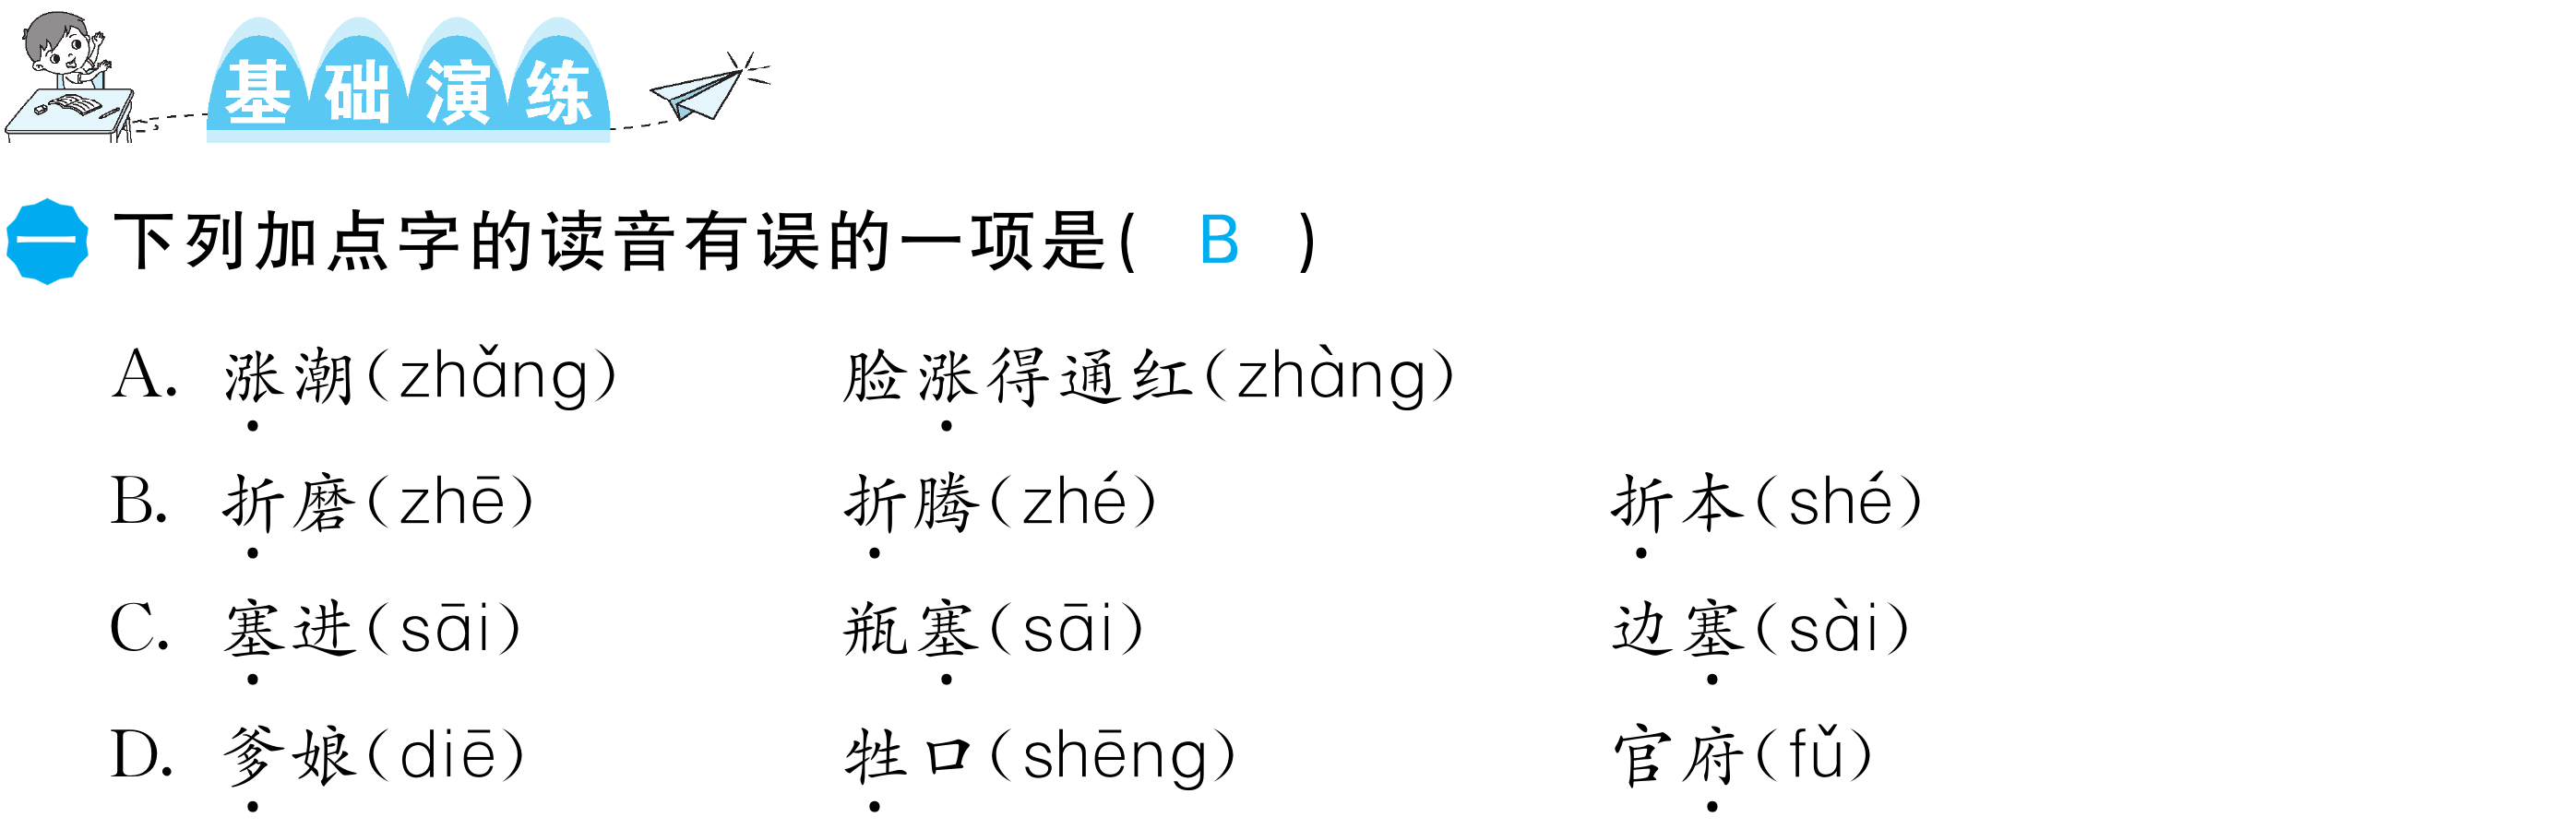 基础演练
一 下列加点字的读音有误的一项是( B )
A. 涨潮(zhǎng) 脸涨得通红(zhàng)
B. 折磨(zhē) 折腾(zhé) 折本(shé)
C. 塞进(sāi) 瓶塞(sāi) 边塞(sài)
D. 爹娘(diē) 牲口(shēng) 官府(fǔ)